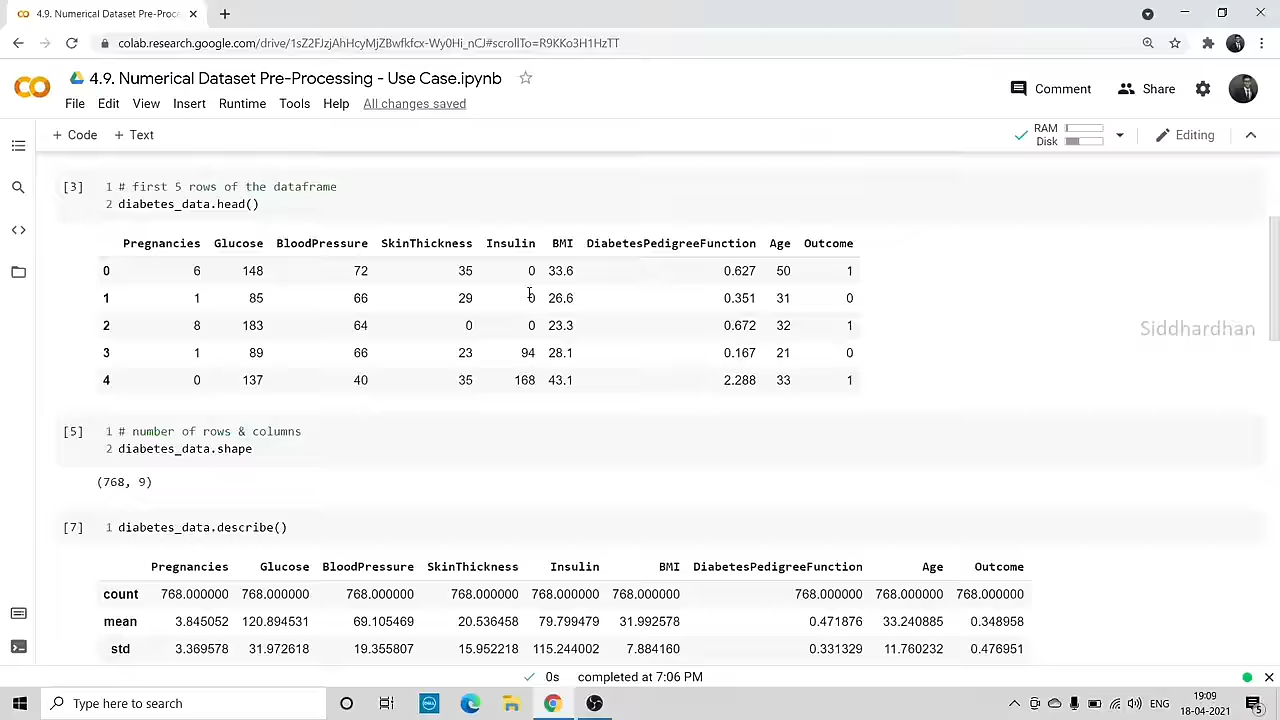 4.9. Numerical Dataset Pre-Proce
colab.research.google.com/drive/1sZ2FJzjAhHcyMjZBwfkfcx-Wy0Hi_nCJ#scrollTo=R9KKo3H1HzTT
4.9. Numerical Dataset Pre-Processing - Use Case.ipynb
File Edit View Insert Runtime Tools Help All changes saved
Comment Share
+ Code + Text
RAM
Disk
Editing
[3] 1 # first 5 rows of the dataframe
2 diabetes_data.head()
Pregnancies Glucose BloodPressure SkinThickness Insulin BMI DiabetesPedigreeFunction Age Outcome
0 6 148 72 35 0 33.6 0.627 50 1
1 1 85 66 29 0 26.6 0.351 31 0
2 8 183 64 0 0 23.3 0.672 32 1
3 1 89 66 23 94 28.1 0.167 21 0
4 0 137 40 35 168 43.1 2.288 33 1
Siddhardhan
[5] 1 # number of rows & columns
2 diabetes_data.shape
(768, 9)
[7] 1 diabetes_data.describe()
Pregnancies Glucose BloodPressure SkinThickness Insulin BMI DiabetesPedigreeFunction Age Outcome
count 768.000000 768.000000 768.000000 768.000000 768.000000 768.000000 768.000000 768.000000 768.000000
mean 3.845052 120.894531 69.105469 20.536458 79.799479 31.992578 0.471876 33.240885 0.348958
std 3.369578 31.972618 19.355807 15.952218 115.244002 7.884160 0.331329 11.760232 0.476951
0s completed at 7:06 PM
Type here to search
DELL
ENG
19:09
18-04-2021
5